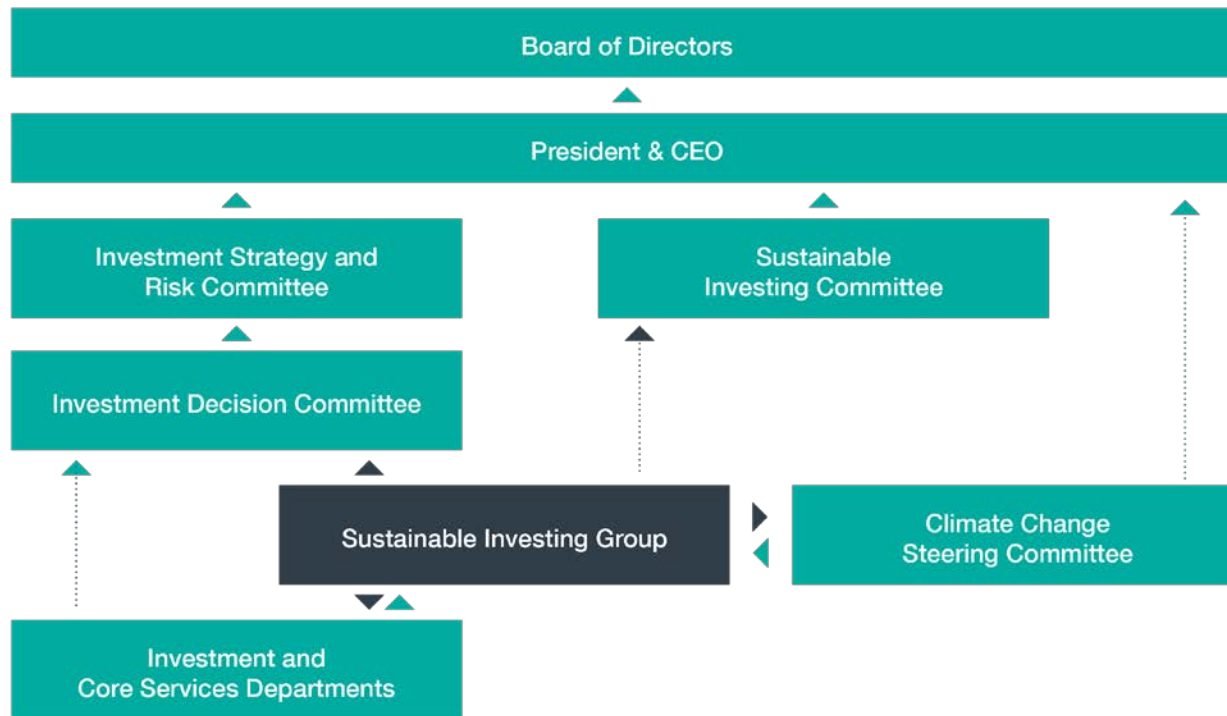 Board of Directors
President & CEO
Investment Strategy and
Risk Committee
Sustainable
Investing Committee
Investment Decision Committee
Sustainable Investing Group
Climate Change
Steering Committee
Investment and
Core Services Departments